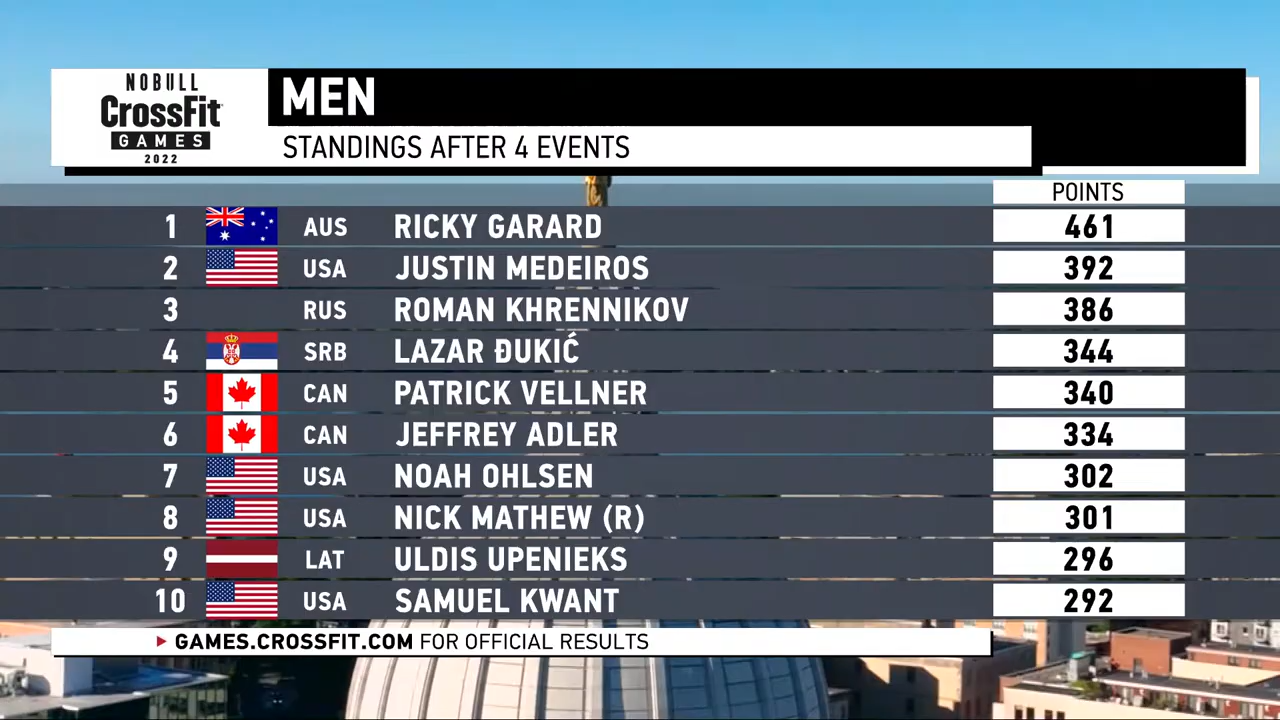 NOBULL
CrossFit
GAMES
2022
MEN
STANDINGS AFTER 4 EVENTS
POINTS
1 AUS RICKY GARARD 461
2 USA JUSTIN MEDEIROS 392
3 RUS ROMAN KHRENNIKOV 386
4 SRB LAZAR ĐUKIĆ 344
5 CAN PATRICK VELLNER 340
6 CAN JEFFREY ADLER 334
7 USA NOAH OHLSEN 302
8 USA NICK MATHEW (R) 301
9 LAT ULDIS UPENIEKS 296
10 USA SAMUEL KWANT 292
GAMES.CROSSFIT.COM FOR OFFICIAL RESULTS